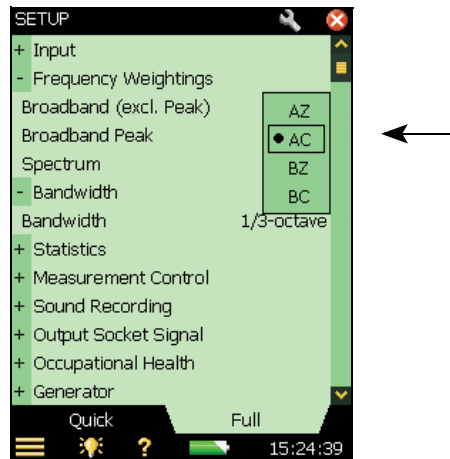 SETUP
+ Input
- Frequency Weightings
Broadband (excl. Peak) AZ
Broadband Peak AC
Spectrum BZ
- Bandwidth BC
Bandwidth 1/3-octave
+ Statistics
+ Measurement Control
+ Sound Recording
+ Output Socket Signal
+ Occupational Health
+ Generator
Quick Full
? 15:24:39